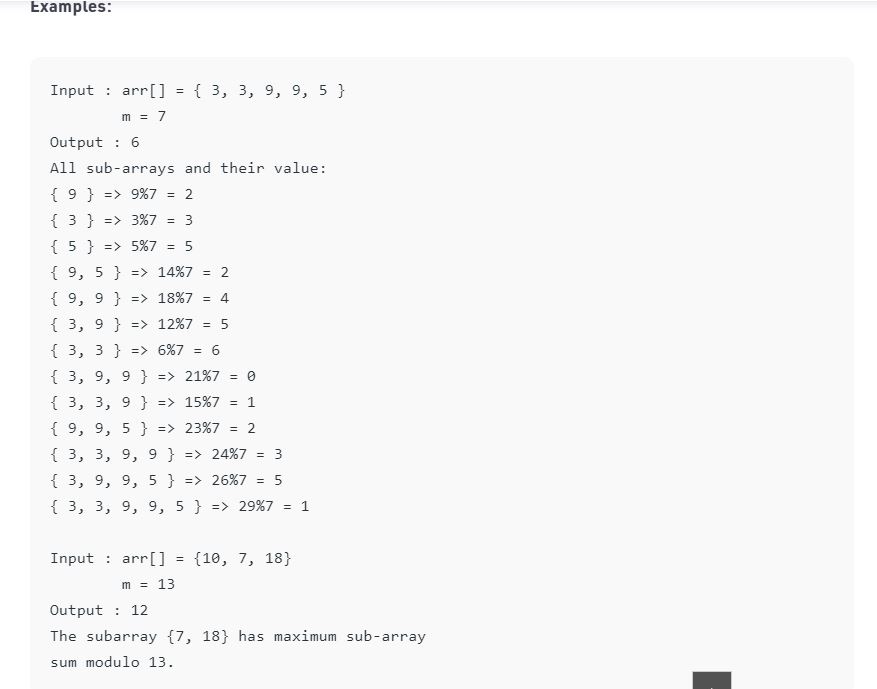 Examples:
Input : arr[] = { 3, 3, 9, 9, 5 }
m = 7
Output : 6
All sub-arrays and their value:
{ 9 } => 9%7 = 2
{ 3 } => 3%7 = 3
{ 5 } => 5%7 = 5
{ 9, 5 } => 14%7 = 2
{ 9, 9 } => 18%7 = 4
{ 3, 9 } => 12%7 = 5
{ 3, 3 } => 6%7 = 6
{ 3, 9, 9 } => 21%7 = 0
{ 3, 3, 9 } => 15%7 = 1
{ 9, 9, 5 } => 23%7 = 2
{ 3, 3, 9, 9 } => 24%7 = 3
{ 3, 9, 9, 5 } => 26%7 = 5
{ 3, 3, 9, 9, 5 } => 29%7 = 1
Input : arr[] = {10, 7, 18}
m = 13
Output : 12
The subarray {7, 18} has maximum sub-array
sum modulo 13.